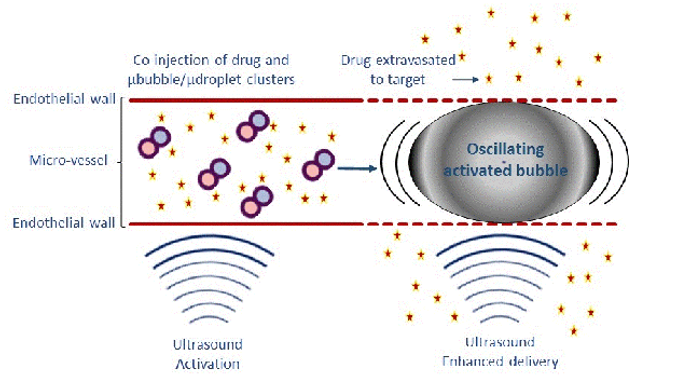 Co injection of drug and
μbubble/μdroplet clusters
Drug extravasated
to target
Endothelial wall
Micro-vessel
Oscillating
activated bubble
Endothelial wall
Ultrasound
Activation
Ultrasound
Enhanced delivery